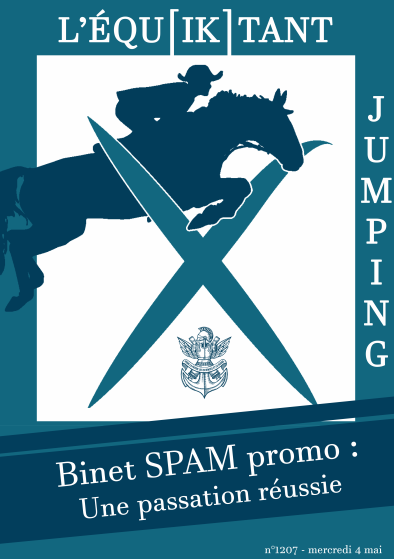 L'ÉQU[IK]TANT
JUMPING
Binet SPAM promo :
Une passation réussie
n°1207 - mercredi 4 mai